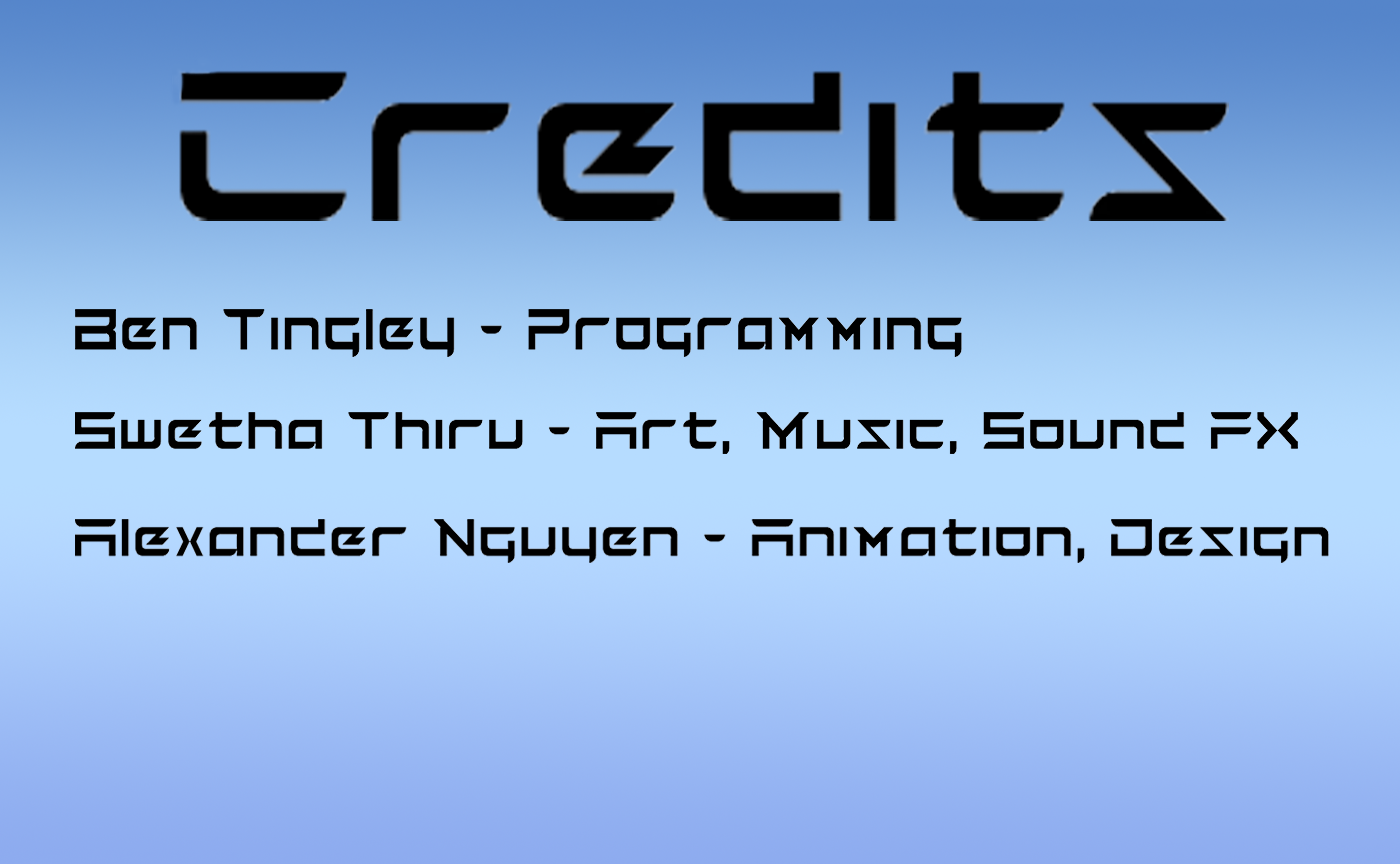 Credits
Ben Tingley - Programming
Swetha Thiru - Art, Music, Sound FX
Alexander Nguyen - Animation, Design